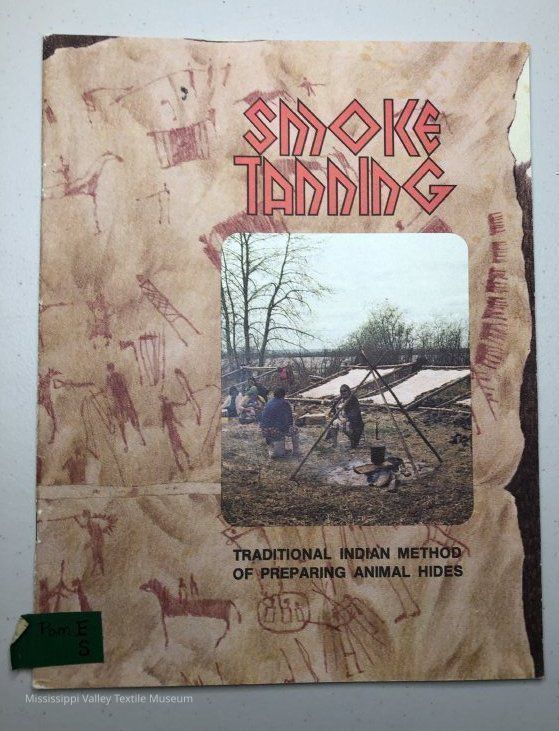 SMOKE
TANNING
TRADITIONAL INDIAN METHOD
OF PREPARING ANIMAL HIDES
Pam. E
S
Mississippi Valley Textile Museum